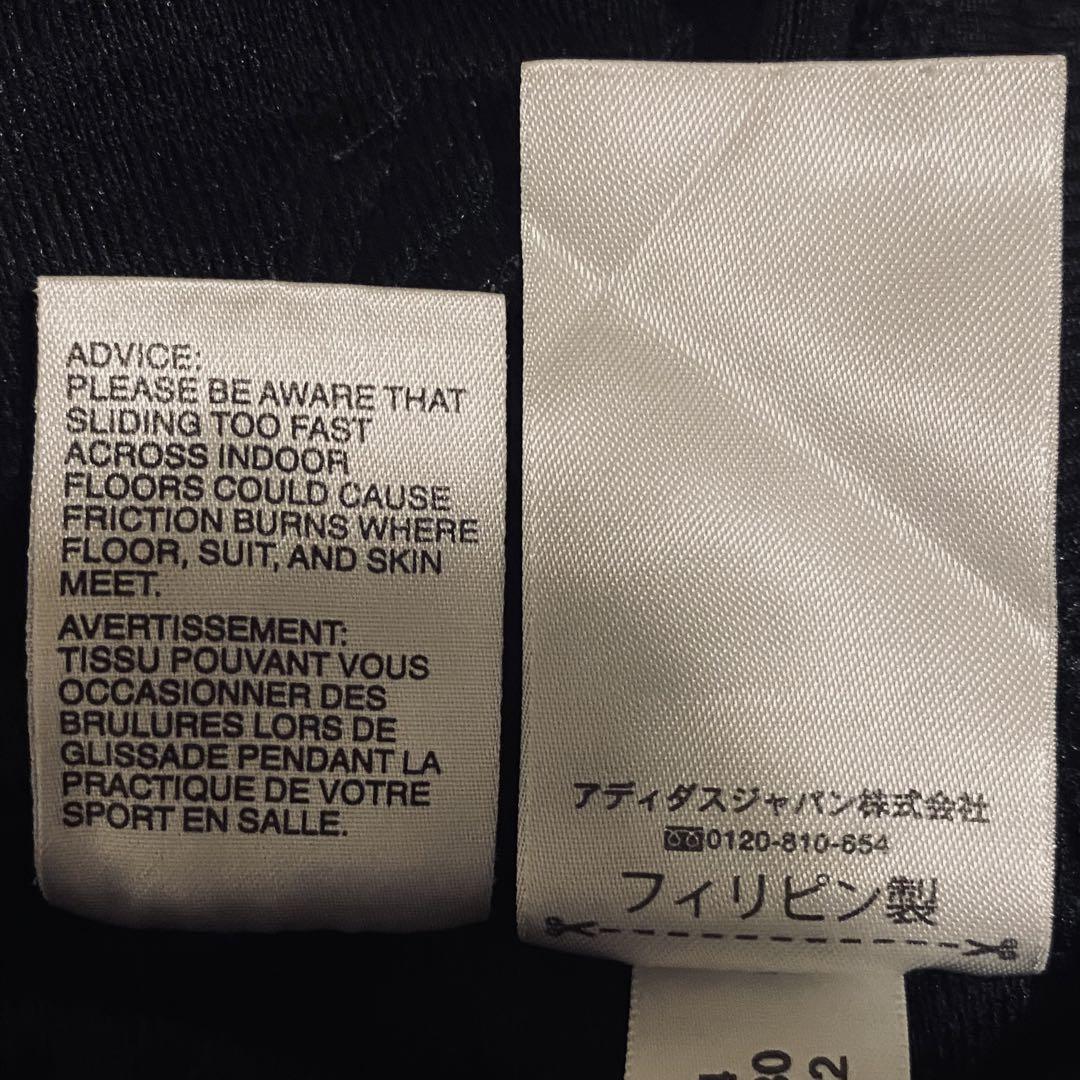 ADVICE:
PLEASE BE AWARE THAT
SLIDING TOO FAST
ACROSS INDOOR
FLOORS COULD CAUSE
FRICTION BURNS WHERE
FLOOR, SUIT, AND SKIN
MEET.
AVERTISSEMENT:
TISSU POUVANT VOUS
OCCASIONNER DES
BRULURES LORS DE
GLISSADE PENDANT LA
PRACTIQUE DE VOTRE
SPORT EN SALLE.
アディダスジャパン株式会社
0120-810-654
フィリピン製